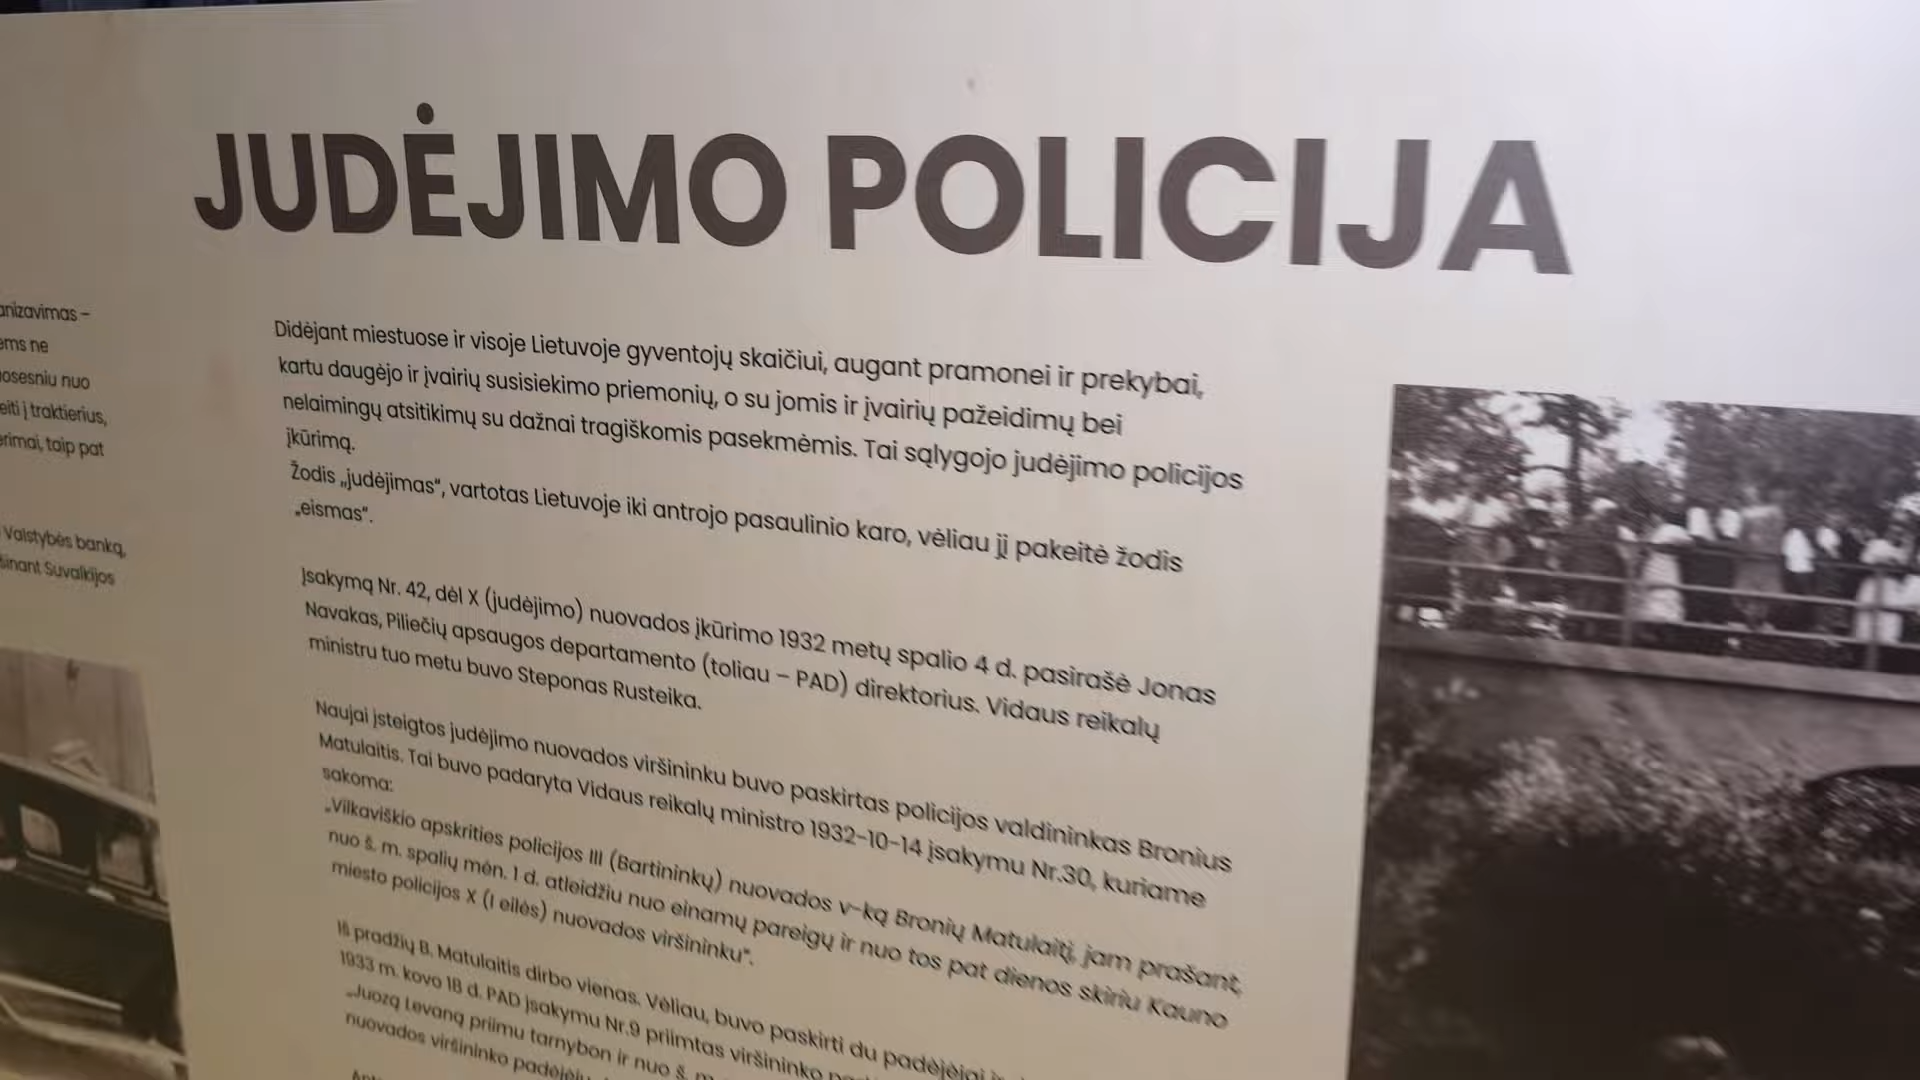 JUDĖJIMO POLICIJA
anizavimas –
ems ne
osesniu nuo
eiti į traktierius,
erimai, taip pat
Valstybės banką,
šinant Suvalkijos
Didėjant miestuose ir visoje Lietuvoje gyventojų skaičiui, augant pramonei ir prekybai,
kartu daugėjo ir įvairių susisiekimo priemonių, o su jomis ir įvairių pažeidimų bei
nelaimingų atsitikimų su dažnai tragiškomis pasekmėmis. Tai sąlygojo judėjimo policijos
įkūrimą.
Žodis „judėjimas“, vartotas Lietuvoje iki antrojo pasaulinio karo, vėliau jį pakeitė žodis
„eismas“.
Įsakymą Nr. 42, dėl X (judėjimo) nuovados įkūrimo 1932 metų spalio 4 d. pasirašė Jonas
Navakas, Piliečių apsaugos departamento (toliau – PAD) direktorius. Vidaus reikalų
ministru tuo metu buvo Steponas Rusteika.
Naujai įsteigtos judėjimo nuovados viršininku buvo paskirtas policijos valdininkas Bronius
Matulaitis. Tai buvo padaryta Vidaus reikalų ministro 1932-10-14 įsakymu Nr.30, kuriame
sakoma:
„Vilkaviškio apskrities policijos III (Bartininkų) nuovados v-ką Bronių Matulaitį, jam prašant,
nuo š. m. spalių mėn. 1 d. atleidžiu nuo einamų pareigų ir nuo tos pat dienos skiriu Kauno
miesto policijos X (I eilės) nuovados viršininku“.
Iš pradžių B. Matulaitis dirbo vienas. Vėliau, buvo paskirti du padėjėjai
1933 m. kovo 18 d. PAD įsakymu Nr.9 priimtas viršininko
„Juozą Levaną priimu tarnybon ir nuo š. m
nuovados viršininko padėjėju